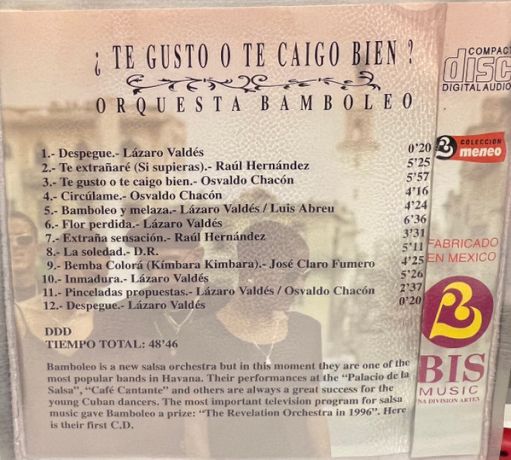 ¿ TE GUSTO O TE CAIGO BIEN ?
ORQUESTA BAMBOLEO
COMPACT
disc
DIGITAL AUDIO
1.- Despegue.- Lázaro Valdés 0'20
2.- Te extrañaré (Si supieras).- Raúl Hernández 5'25
3.- Te gusto o te caigo bien.- Osvaldo Chacón 5'57
4.- Circúlame.- Osvaldo Chacón 4'16
5.- Bamboleo y melaza.- Lázaro Valdés / Luis Abreu 4'24
6.- Flor perdida.- Lázaro Valdés 6'36
7.- Extraña sensación.- Raúl Hernández 3'31
8.- La soledad.- D.R. 5'11
9.- Bemba Colorá (Kímbara Kimbara).- José Claro Fumero 4'25
10.- Inmadura.- Lázaro Valdés 5'26
11.- Pinceladas propuestas.- Lázaro Valdés / Osvaldo Chacón 2'37
12.- Despegue.- Lázaro Valdés 0'20
COLECCION
meneo
FABRICADO
EN MEXICO
BIS
MUSIC
NA DIVISION ARTEX
DDD
TIEMPO TOTAL: 48'46
Bamboleo is a new salsa orchestra but in this moment they are one of the
most popular bands in Havana. Their performances at the "Palacio de la
Salsa", "Café Cantante" and others are always a great success for the
young Cuban dancers. The most important television program for salsa
music gave Bamboleo a prize: "The Revelation Orchestra in 1996". Here
is their first C.D.